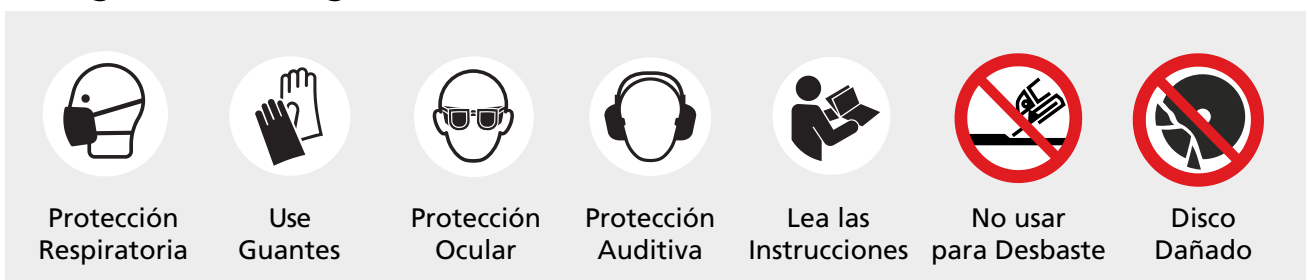 Protección
Respiratoria
Use
Guantes
Protección
Ocular
Protección
Auditiva
Lea las
Instrucciones
No usar
para Desbaste
Disco
Dañado